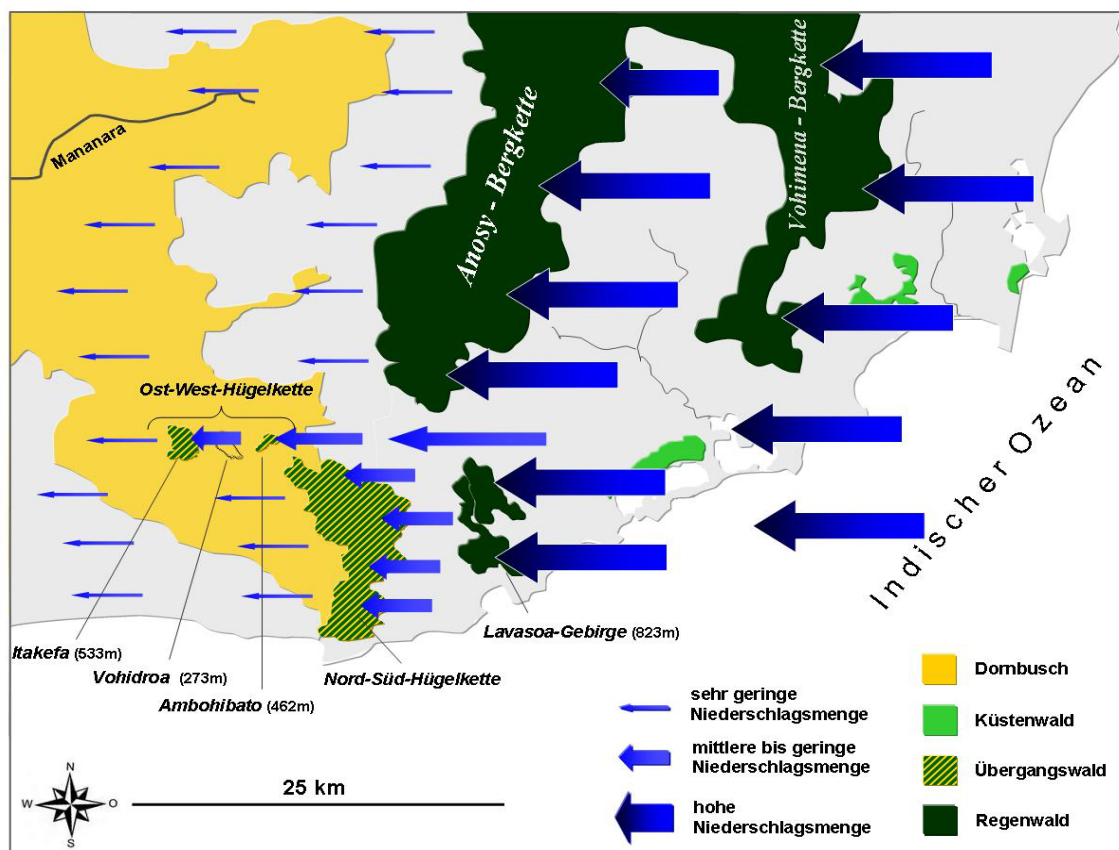 Vohimena - Bergkette
Anosy - Bergkette
Mananara
Ost-West-Hügelkette
Indischer Ozean
Itakefa (533m)
Vohidroa (273m)
Ambohibato (462m)
Nord-Süd-Hügelkette
Lavasoa-Gebirge (823m)
sehr geringe
Niederschlagsmenge
mittlere bis geringe
Niederschlagsmenge
hohe
Niederschlagsmenge
Dornbusch
Küstenwald
Übergangswald
Regenwald
N
W
O
S
25 km